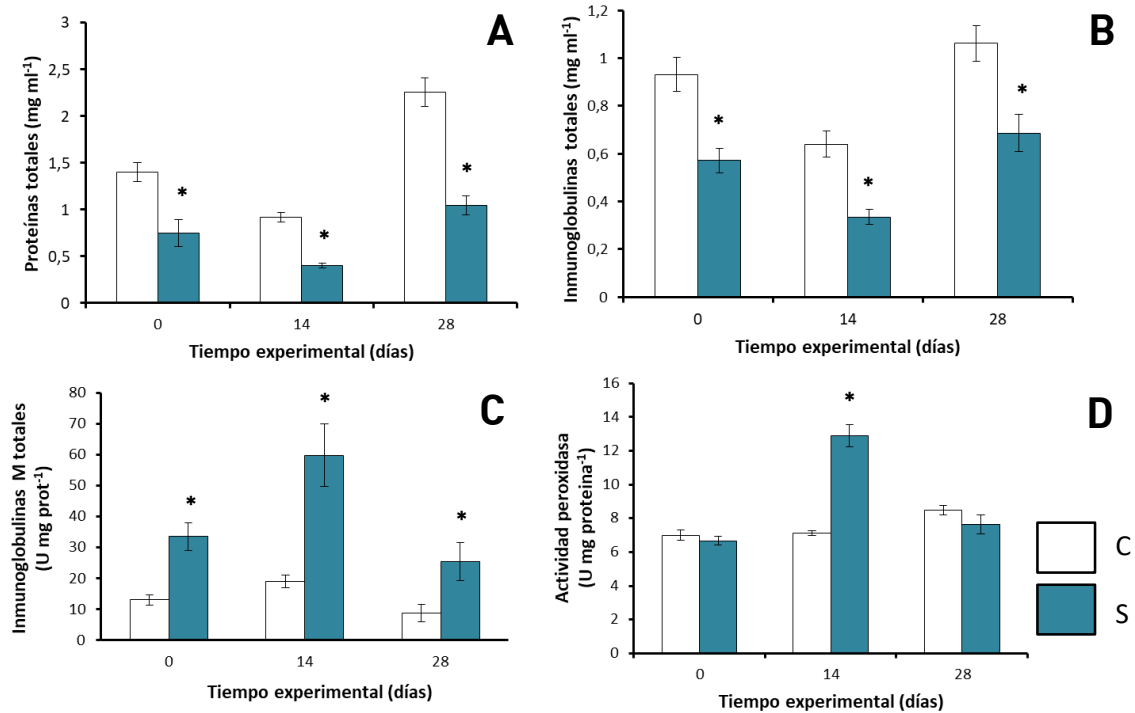 A
Proteínas totales (mg ml-1)
3
2,5
2
1,5
1
0,5
0
*
*
*
0 14 28
Tiempo experimental (días)
B
Inmunoglobulinas totales (mg ml-1)
1,2
1
0,8
0,6
0,4
0,2
0
*
*
*
0 14 28
Tiempo experimental (días)
C
Inmunoglobulinas M totales
(U mg prot-1)
80
70
60
50
40
30
20
10
0
*
*
*
0 14 28
Tiempo experimental (días)
D
Actividad peroxidasa
(U mg proteina-1)
16
14
12
10
8
6
4
2
0
*
0 14 28
Tiempo experimental (días)
C
S